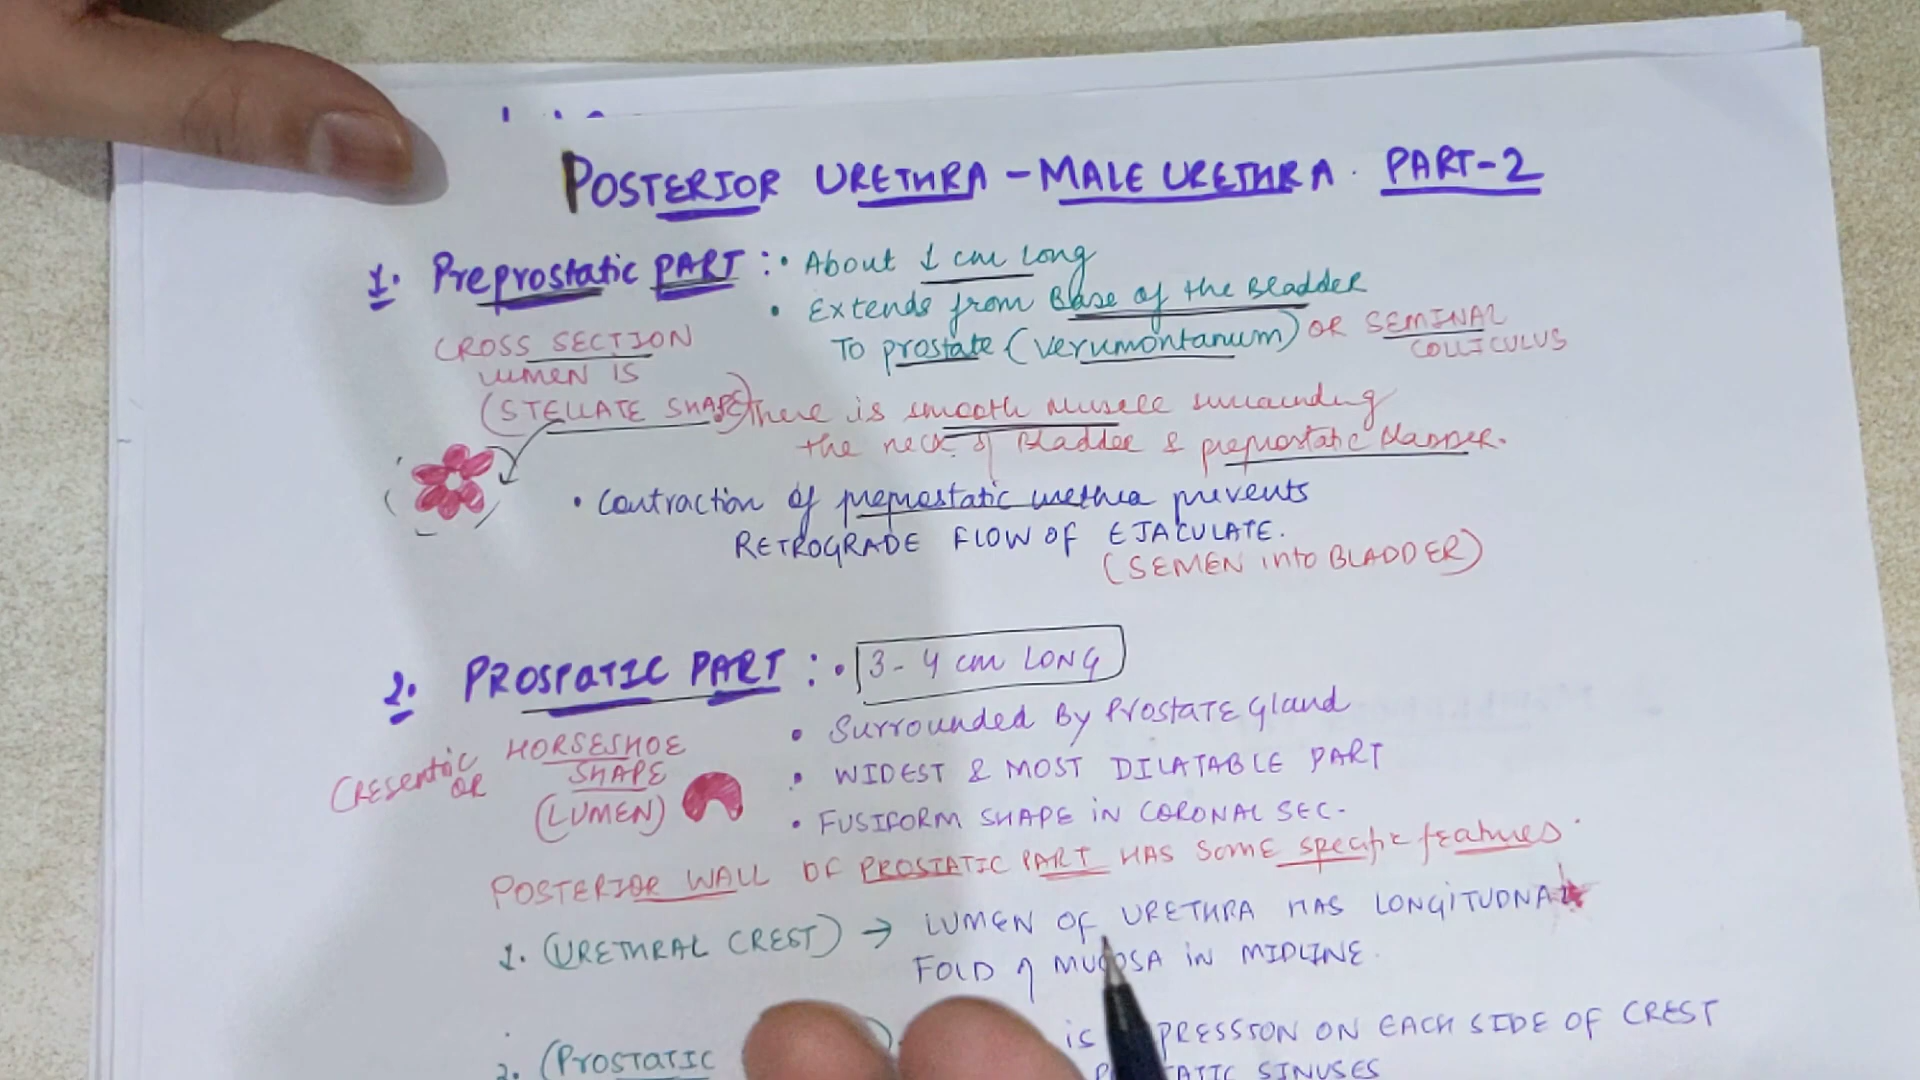 POSTERIOR URETHRA - MALE URETHRA. PART-2
1. Preprostatic PART : • About 1 cm long
• Extends from Base of the Bladder
To prostate (verumontanum) OR SEMINAL COLLICULUS
CROSS SECTION
LUMEN IS
(STELLATE SHAPE)
There is smooth muscle surrounding
the neck of Bladder & preprostatic bladder.
• Contraction of preprostatic urethra prevents
RETROGRADE FLOW OF EJACULATE.
(SEMEN into BLADDER)
2. PROSTATIC PART : • 3-4 cm LONG
• Surrounded By Prostate Gland
Cresentic OR
HORSESHOE
SHAPE
(LUMEN)
• WIDEST & MOST DILATABLE PART
• FUSIFORM SHAPE in CORONAL SEC.
POSTERIOR WALL OF PROSTATIC PART HAS SOME specific features
1. (URETHRAL CREST) → LUMEN OF URETHRA HAS LONGITUDNAL
FOLD of MUCOSA in MIDLINE.
2. (Prostatic is PRESSION ON EACH SIDE OF CREST
ATIC SINUSES